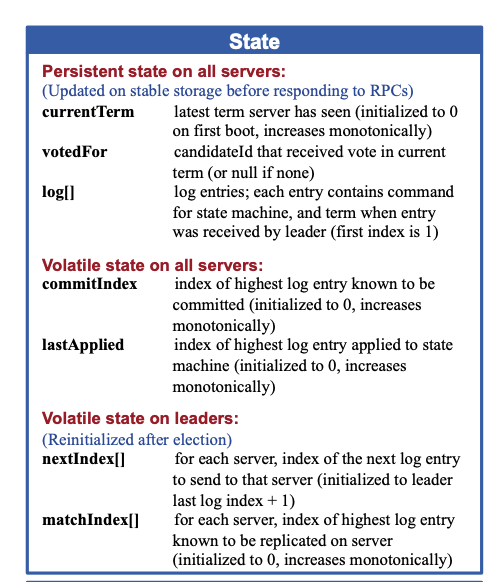 State
Persistent state on all servers:
(Updated on stable storage before responding to RPCs)
currentTerm latest term server has seen (initialized to 0
on first boot, increases monotonically)
votedFor candidateId that received vote in current
term (or null if none)
log[] log entries; each entry contains command
for state machine, and term when entry
was received by leader (first index is 1)
Volatile state on all servers:
commitIndex index of highest log entry known to be
committed (initialized to 0, increases
monotonically)
lastApplied index of highest log entry applied to state
machine (initialized to 0, increases
monotonically)
Volatile state on leaders:
(Reinitialized after election)
nextIndex[] for each server, index of the next log entry
to send to that server (initialized to leader
last log index + 1)
matchIndex[] for each server, index of highest log entry
known to be replicated on server
(initialized to 0, increases monotonically)